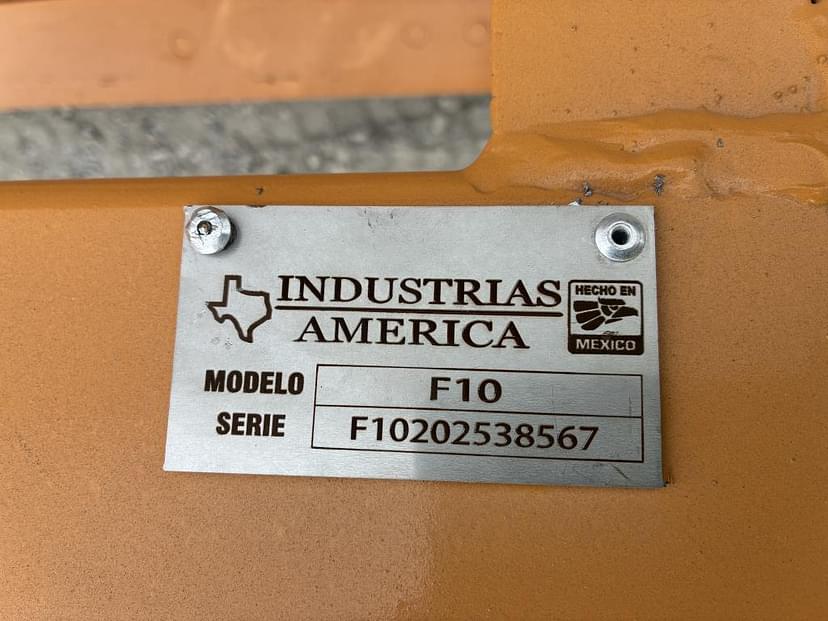 INDUSTRIAS
AMERICA
HECHO EN
MEXICO
MODELO F10
SERIE F10202538567